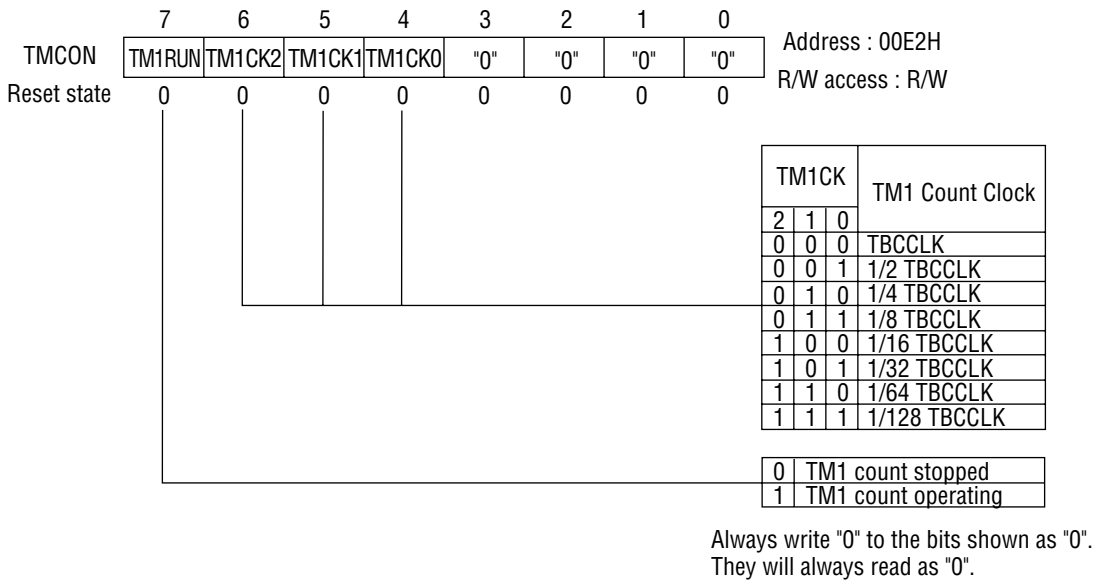 7 6 5 4 3 2 1 0
TMCON TM1RUN TM1CK2 TM1CK1 TM1CK0 "0" "0" "0" "0"
Address : 00E2H
R/W access : R/W
Reset state 0 0 0 0 0 0 0 0
TM1CK TM1 Count Clock
2 1 0
0 0 0 TBCCLK
0 0 1 1/2 TBCCLK
0 1 0 1/4 TBCCLK
0 1 1 1/8 TBCCLK
1 0 0 1/16 TBCCLK
1 0 1 1/32 TBCCLK
1 1 0 1/64 TBCCLK
1 1 1 1/128 TBCCLK
0 TM1 count stopped
1 TM1 count operating
Always write "0" to the bits shown as "0".
They will always read as "0".